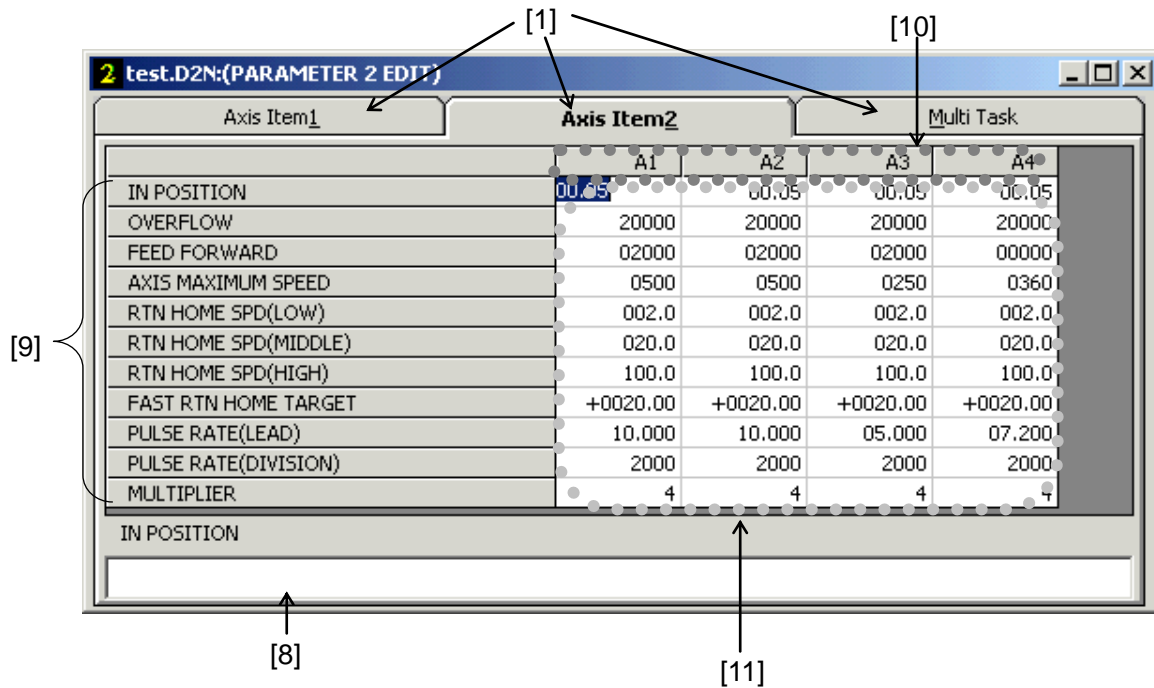 [1]
[10]
2 test.D2N:(PARAMETER 2 EDIT)
Axis Item1 Axis Item2 Multi Task
A1 A2 A3 A4
IN POSITION 00.05 00.05 00.05 00.05
OVERFLOW 20000 20000 20000 20000
FEED FORWARD 02000 02000 02000 00000
AXIS MAXIMUM SPEED 0500 0500 0250 0360
RTN HOME SPD(LOW) 002.0 002.0 002.0 002.0
[9]
RTN HOME SPD(MIDDLE) 020.0 020.0 020.0 020.0
RTN HOME SPD(HIGH) 100.0 100.0 100.0 100.0
FAST RTN HOME TARGET +0020.00 +0020.00 +0020.00 +0020.00
PULSE RATE(LEAD) 10.000 10.000 05.000 07.200
PULSE RATE(DIVISION) 2000 2000 2000 2000
MULTIPLIER 4 4 4 4
IN POSITION
[8]
[11]